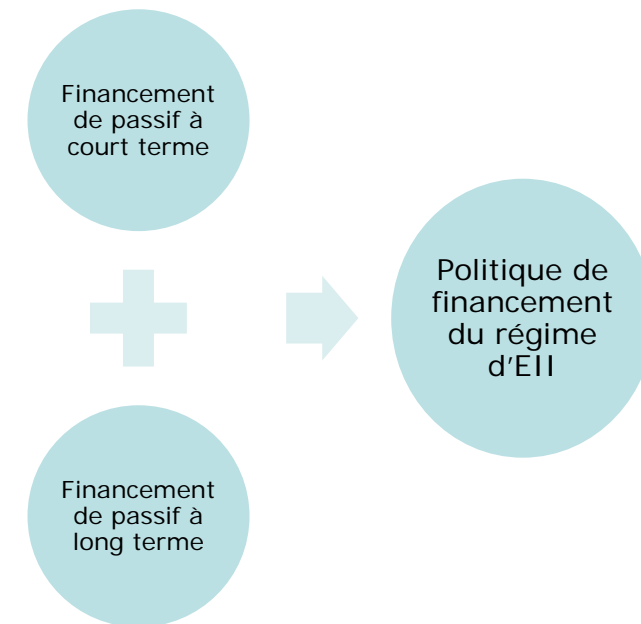 Financement
de passif à
court terme
Financement
de passif à
long terme
Politique de
financement
du régime
d'EII